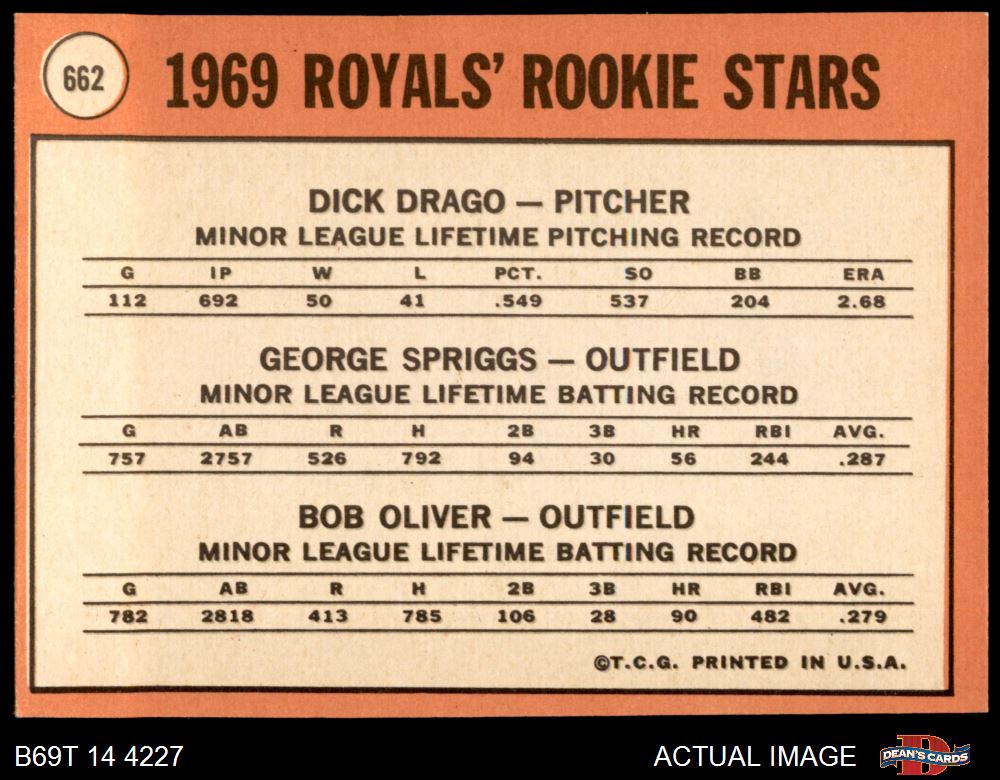 662
1969 ROYALS' ROOKIE STARS
DICK DRAGO — PITCHER
MINOR LEAGUE LIFETIME PITCHING RECORD
G IP W L PCT. SO BB ERA
112 692 50 41 .549 537 204 2.68
GEORGE SPRIGGS — OUTFIELD
MINOR LEAGUE LIFETIME BATTING RECORD
G AB R H 2B 3B HR RBI AVG.
757 2757 526 792 94 30 56 244 .287
BOB OLIVER — OUTFIELD
MINOR LEAGUE LIFETIME BATTING RECORD
G AB R H 2B 3B HR RBI AVG.
782 2818 413 785 106 28 90 482 .279
©T.C.G. PRINTED IN U.S.A.
B69T 14 4227 ACTUAL IMAGE D DEAN'S CARDS